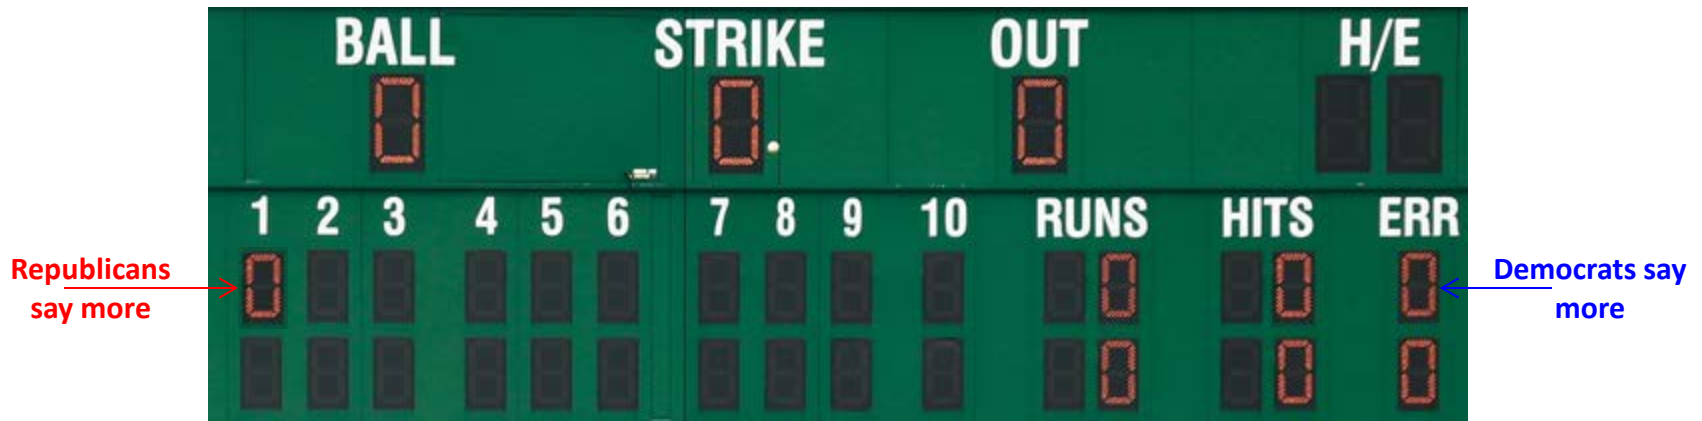 BALL STRIKE OUT H/E
0 0 0
1 2 3 4 5 6 7 8 9 10 RUNS HITS ERR
Republicans
say more
0 0 0 0
Democrats say
more
0 0 0